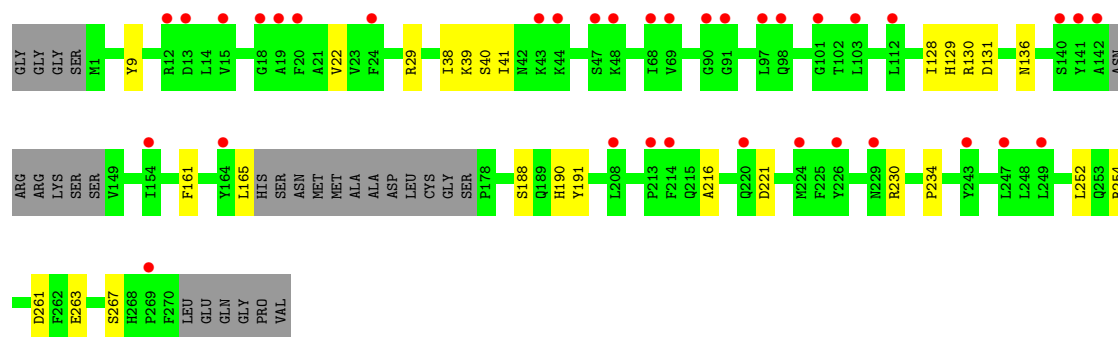 GLY GLY GLY SER M1 Y9 R12 D13 L14 V15 G18 A19 F20 A21 V22 V23 F24 R29 I38 K39 S40 I41 N42 K43 K44 S47 K48 I68 V69 G90 G91 L97 Q98 G101 T102 L103 L112 I128 H129 R130 D131 N136 S140 Y141 A142 ASN
ARG ARG LYS SER SER V149 I154 F161 Y164 L165 HIS SER ASN MET MET ALA ALA ASP LEU CYS GLY SER P178 S188 Q189 H190 Y191 L208 F213 F214 Q215 A216 Q220 D221 M224 F225 Y226 N229 R230 P234 Y243 L247 L248 L249 L252 Q253
D261 F262 E263 S267 H268 P269 F270 LEU GLU GLN GLY PRO VAL